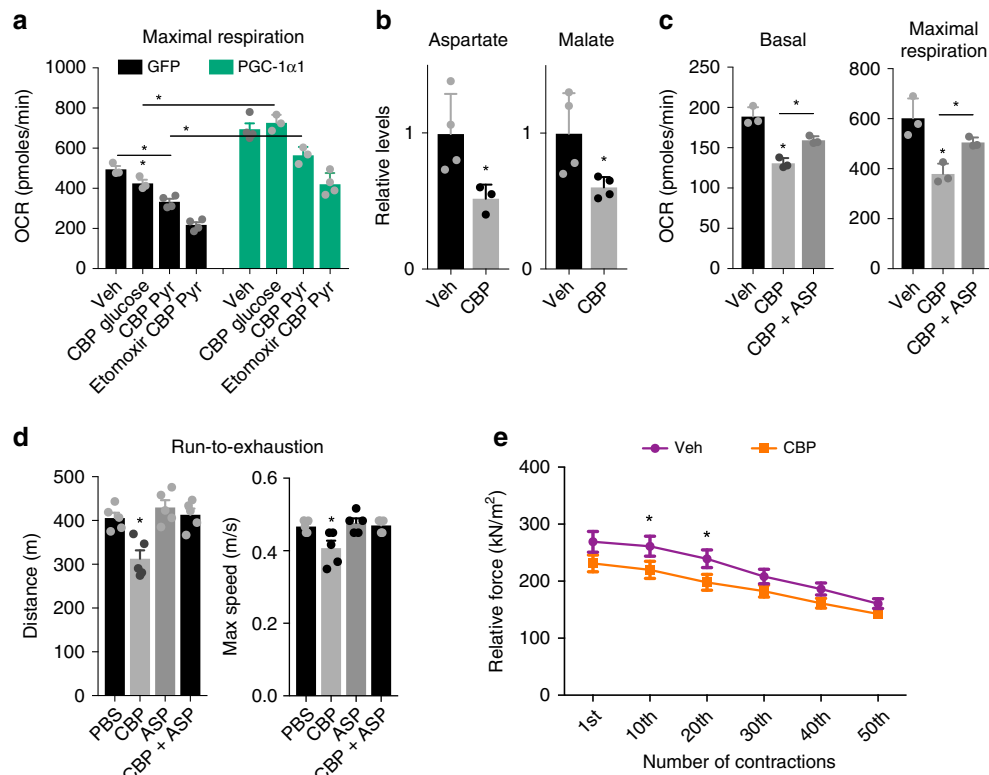 a
Maximal respiration
GFP
PGC-1α1
OCR (pmoles/min)
1000
800
600
400
200
0
*
*
*
*
Veh
CBP glucose
CBP Pyr
Etomoxir CBP Pyr
Veh
CBP glucose
CBP Pyr
Etomoxir CBP Pyr
b
Aspartate
Relative levels
1
0
*
Veh
CBP
Malate
1
0
*
Veh
CBP
c
Basal
OCR (pmoles/min)
250
200
150
100
50
0
*
*
Veh
CBP
CBP + ASP
Maximal
respiration
800
600
400
200
0
*
*
Veh
CBP
CBP + ASP
d
Run-to-exhaustion
Distance (m)
500
400
300
200
100
0
*
PBS
CBP
ASP
CBP + ASP
Max speed (m/s)
0.6
0.4
0.2
0.0
*
PBS
CBP
ASP
CBP + ASP
e
Veh
CBP
Relative force (kN/m²)
400
300
200
100
0
*
*
1st
10th
20th
30th
40th
50th
Number of contractions